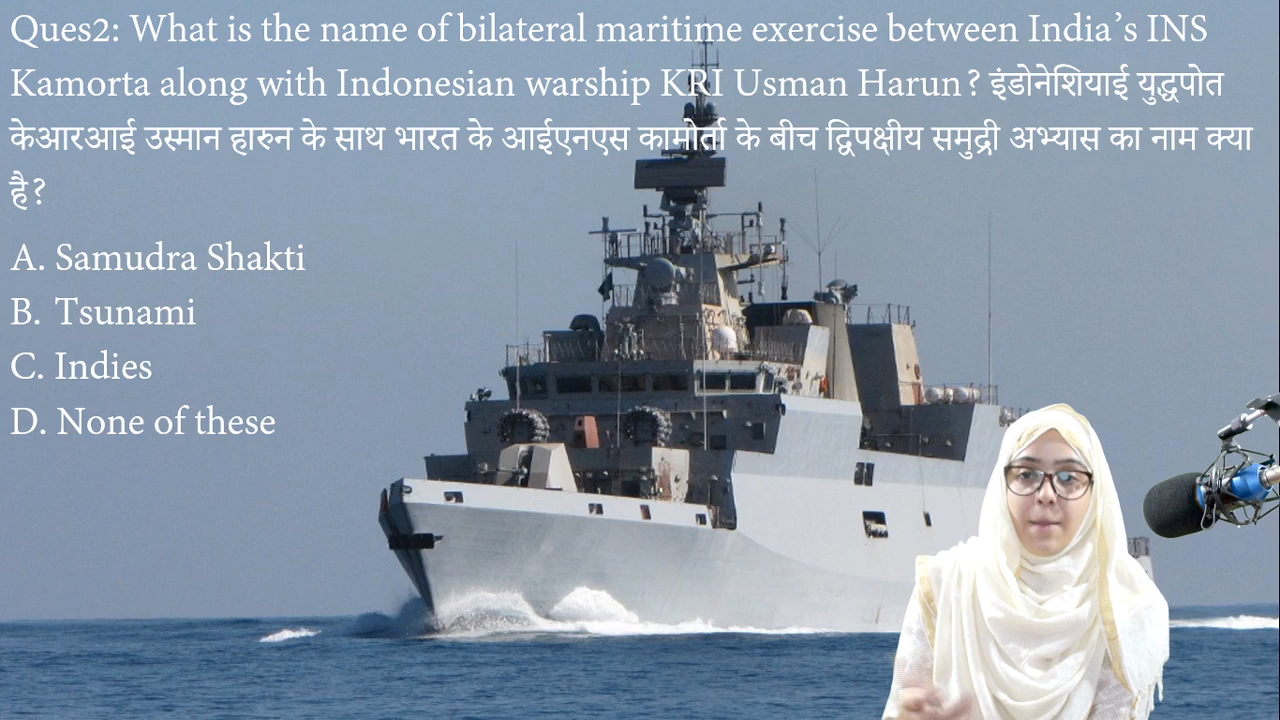 Ques2: What is the name of bilateral maritime exercise between India’s INS
Kamorta along with Indonesian warship KRI Usman Harun? इंडोनेशियाई युद्धपोत
केआरआई उस्मान हारुन के साथ भारत के आईएनएस कामोर्ता के बीच द्विपक्षीय समुद्री अभ्यास का नाम क्या
है?
A. Samudra Shakti
B. Tsunami
C. Indies
D. None of these